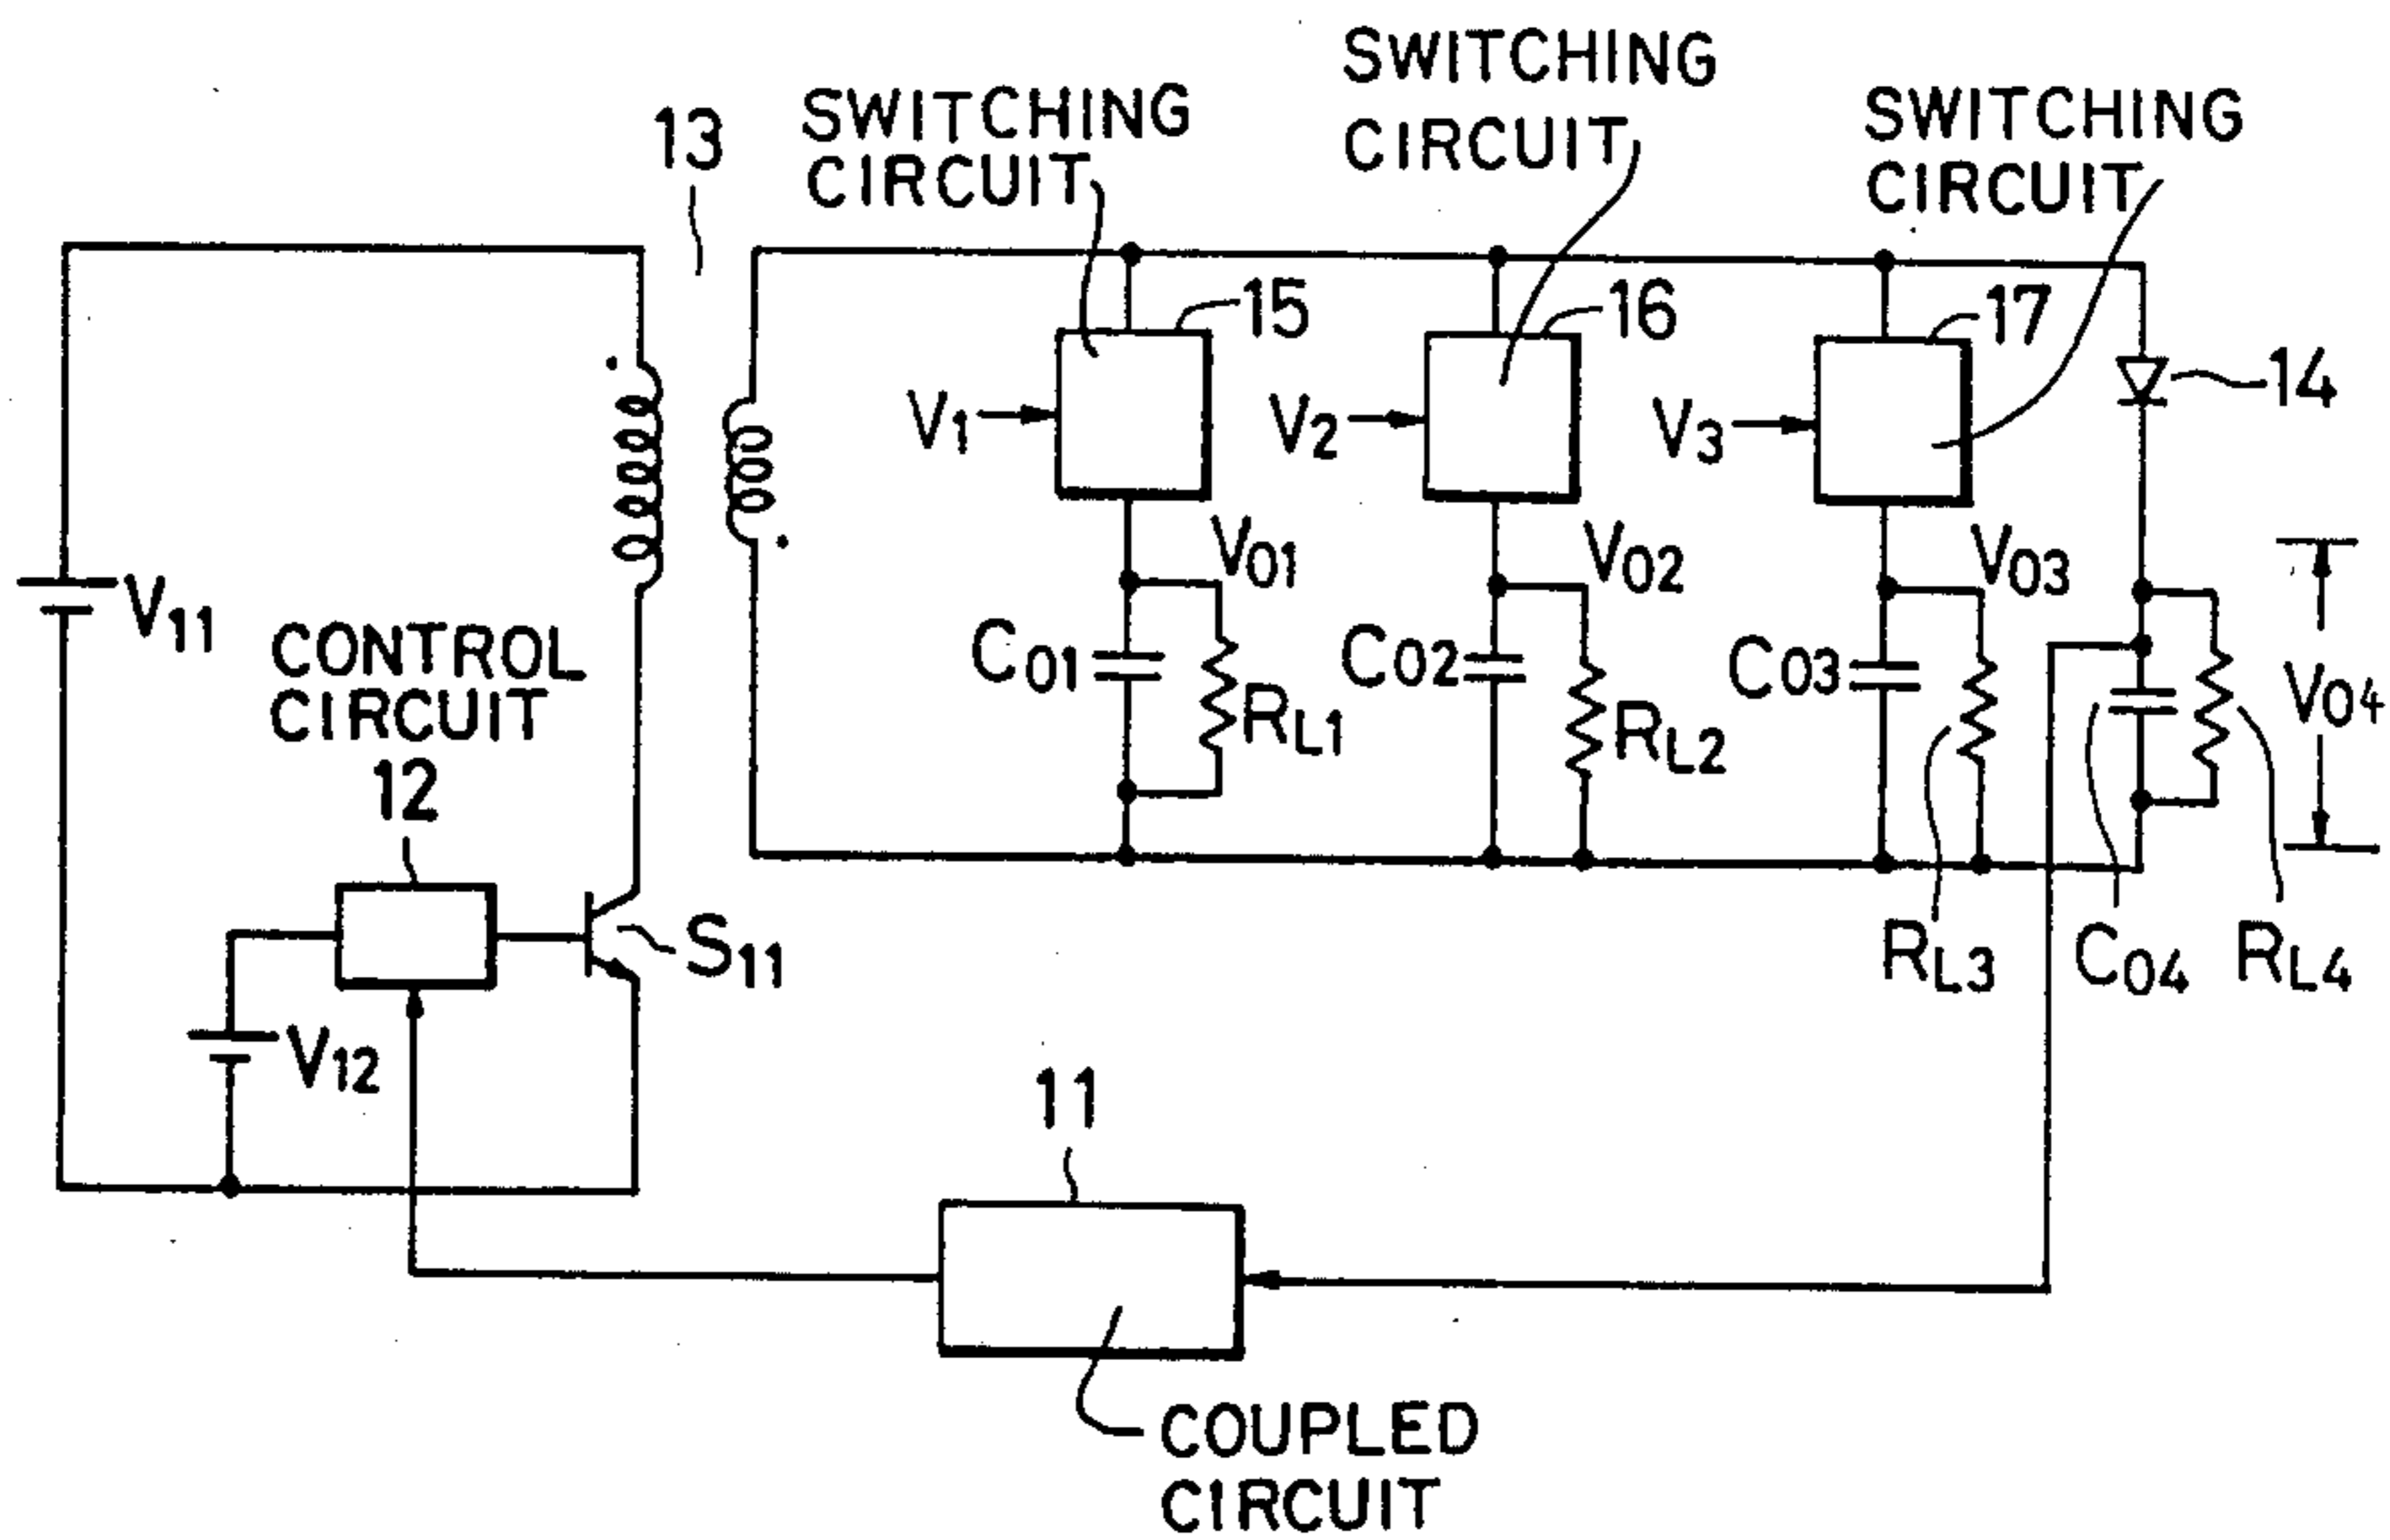 SWITCHING
CIRCUIT
SWITCHING
CIRCUIT
SWITCHING
CIRCUIT
13
15
16
17
14
V1
V2
V3
V01
V02
V03
V04
V11
C01
RL1
C02
RL2
C03
CONTROL
CIRCUIT
12
S11
RL3
C04
RL4
V12
11
COUPLED
CIRCUIT